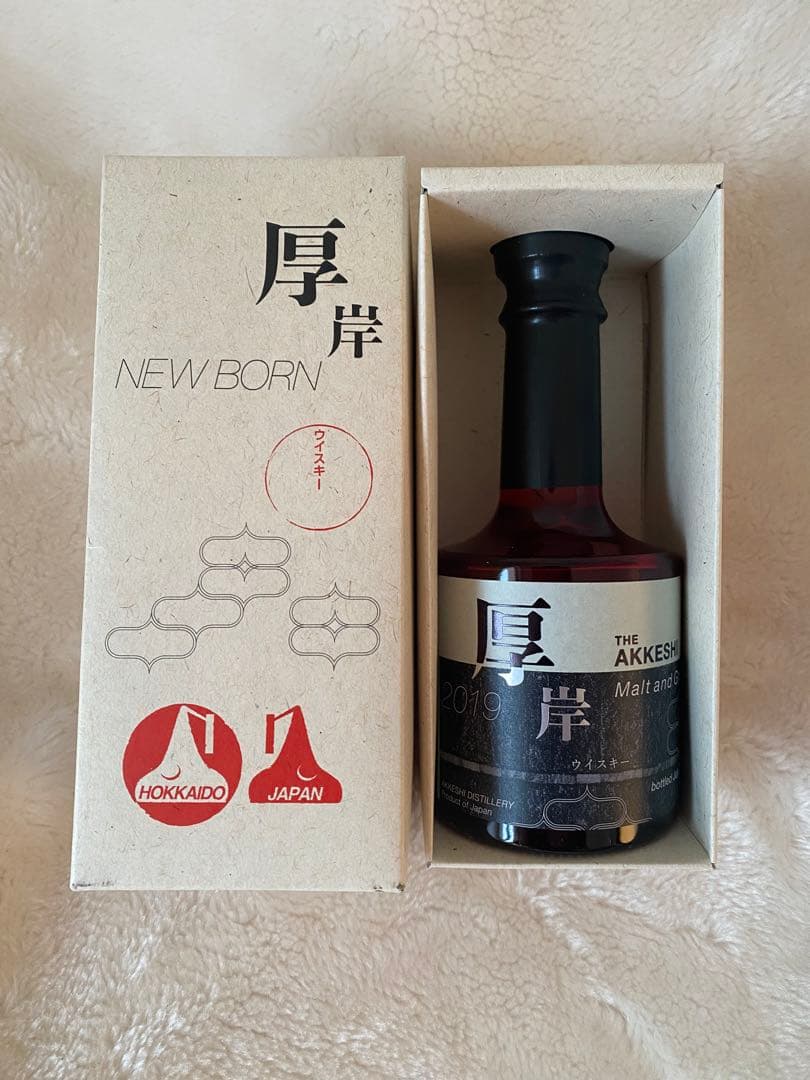 厚岸
NEW BORN
ウイスキー
HOKKAIDO
JAPAN
厚岸
THE
AKKESHI
Malt and
2019
ウイスキー
AKKESHI DISTILLERY
Product of Japan
bottled